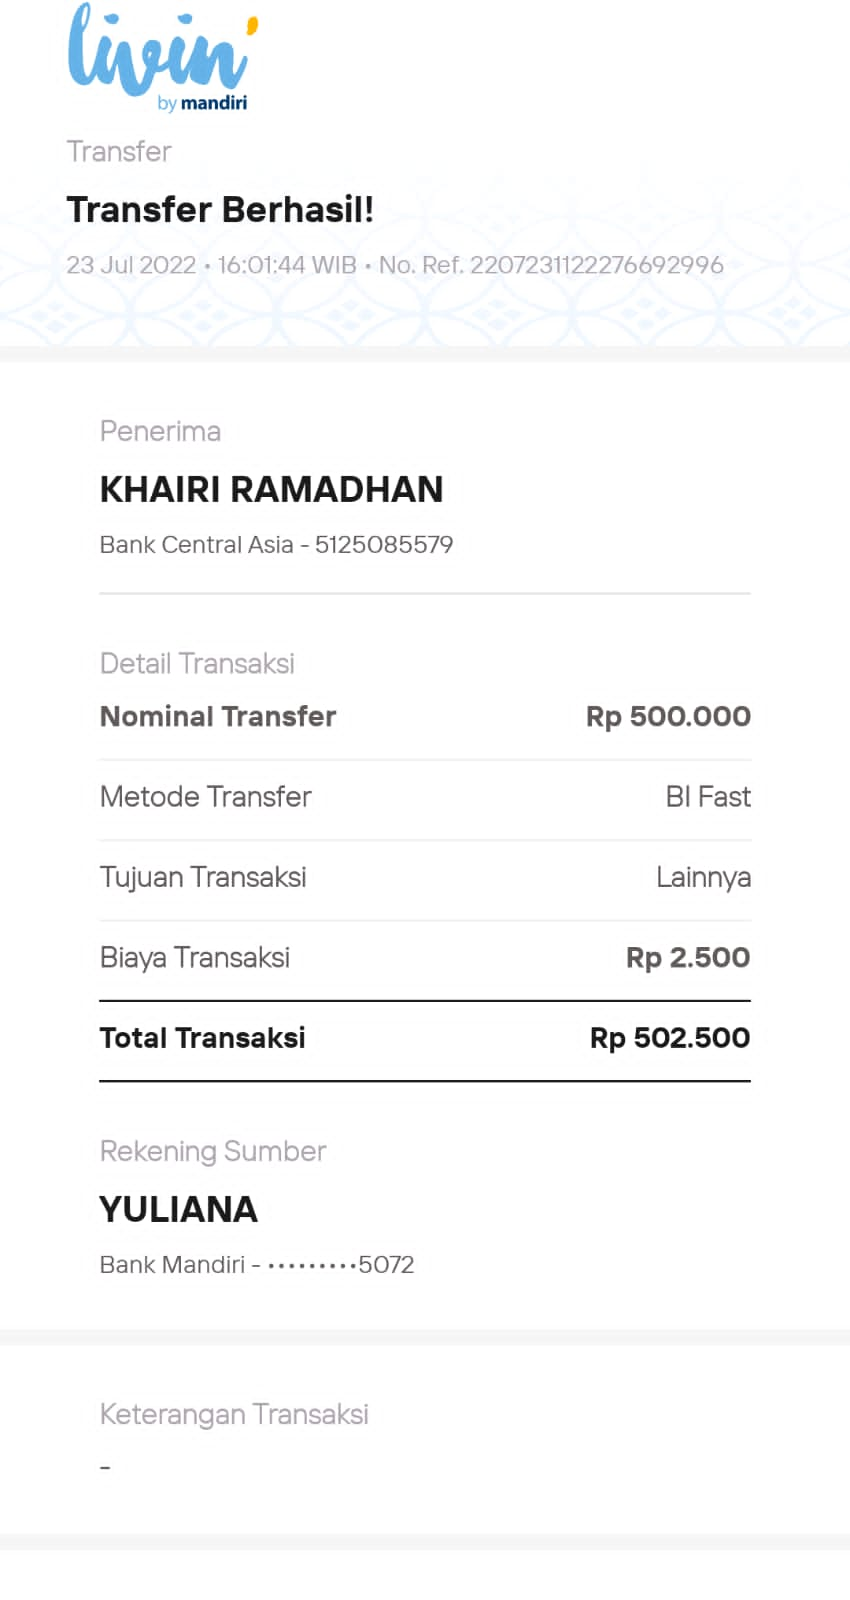 livin'
by mandiri
Transfer
Transfer Berhasil!
23 Jul 2022 • 16:01:44 WIB • No. Ref. 2207231122276692996
Penerima
KHAIRI RAMADHAN
Bank Central Asia - 5125085579
Detail Transaksi
Nominal Transfer Rp 500.000
Metode Transfer BI Fast
Tujuan Transaksi Lainnya
Biaya Transaksi Rp 2.500
Total Transaksi Rp 502.500
Rekening Sumber
YULIANA
Bank Mandiri - •••••••••5072
Keterangan Transaksi
-